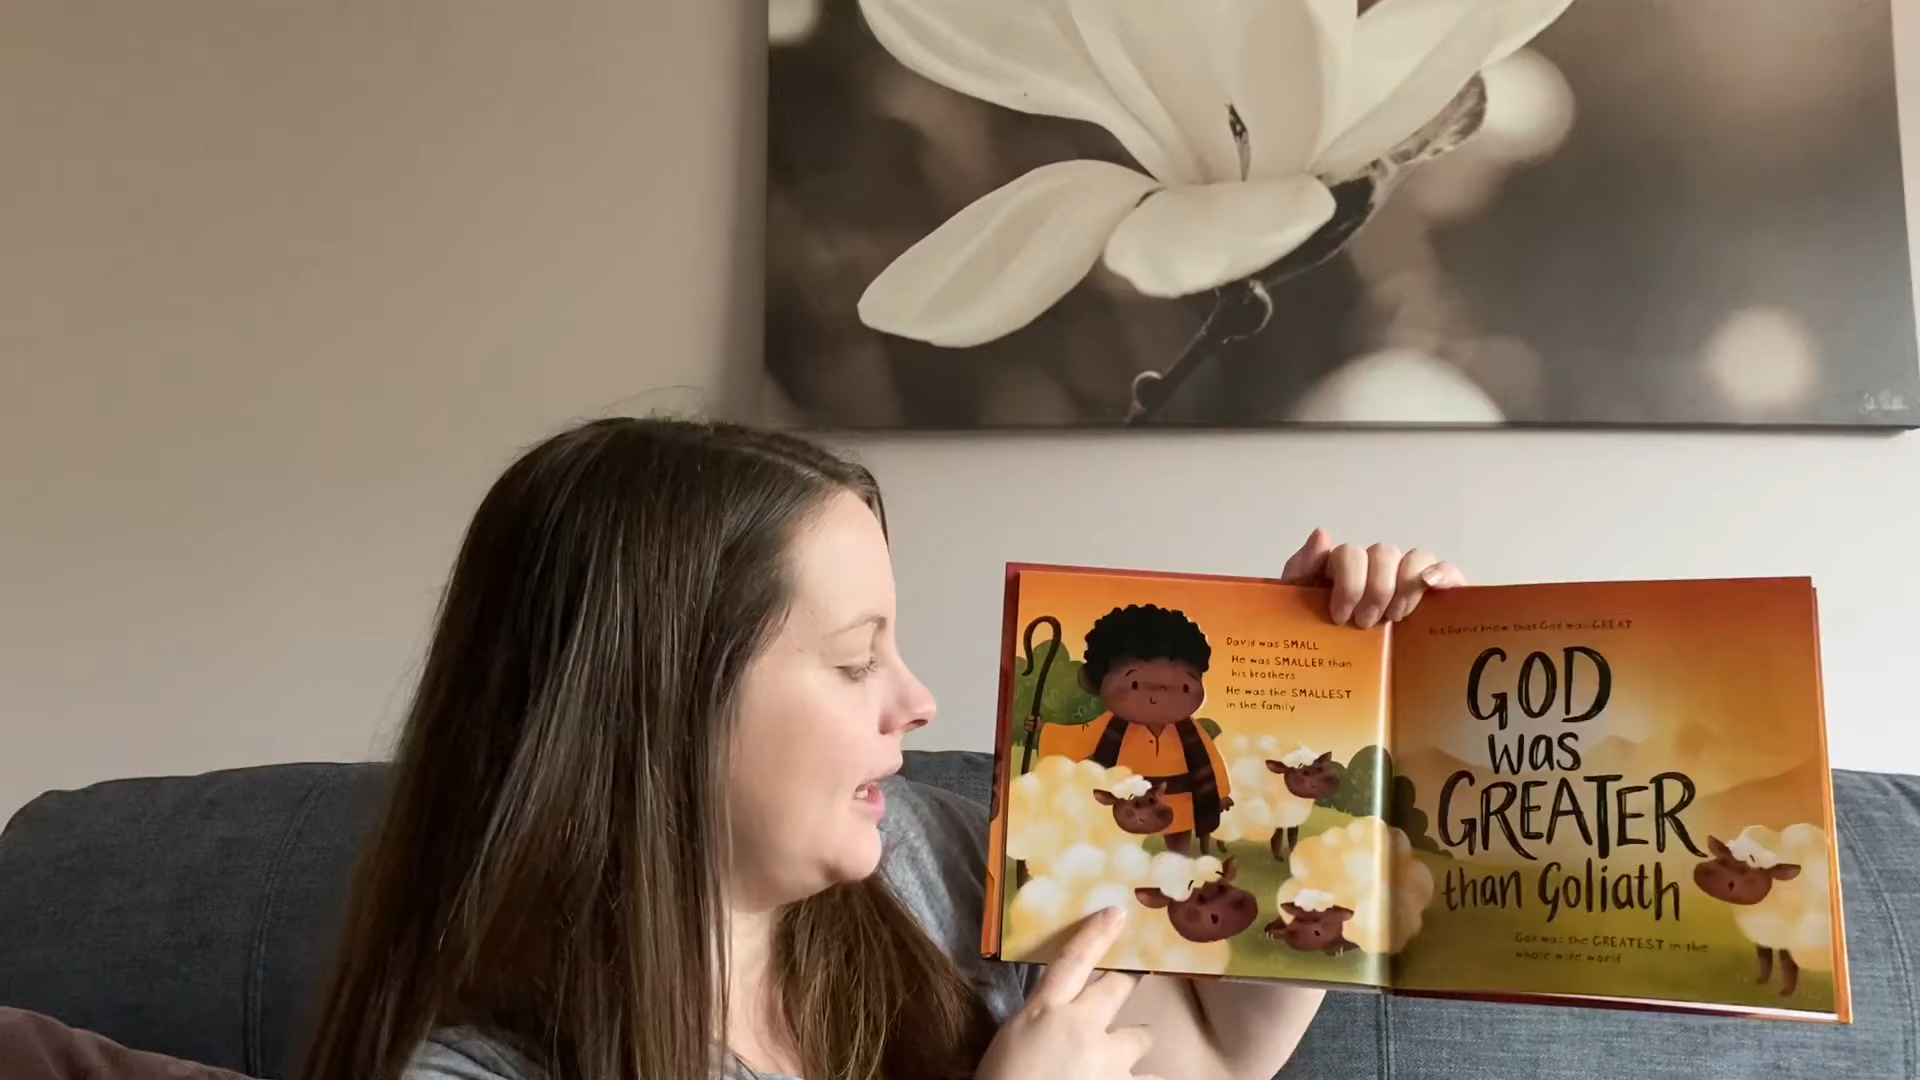 David was SMALL
He was SMALLER than
his brothers
He was the SMALLEST
in the family
But David knew that God was GREAT
GOD
was
GREATER
than Goliath
God was the GREATEST in the
whole wide world